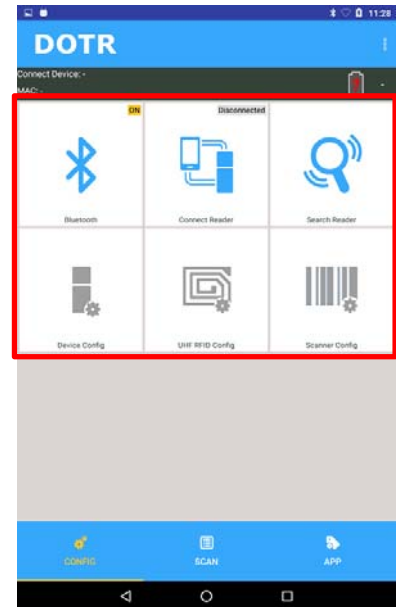 11:28
DOTR
Connect Device: -
MAC: -
-
ON
Disconnected
Bluetooth
Connect Reader
Search Reader
Device Config
UHF RFID Config
Scanner Config
CONFIG
SCAN
APP